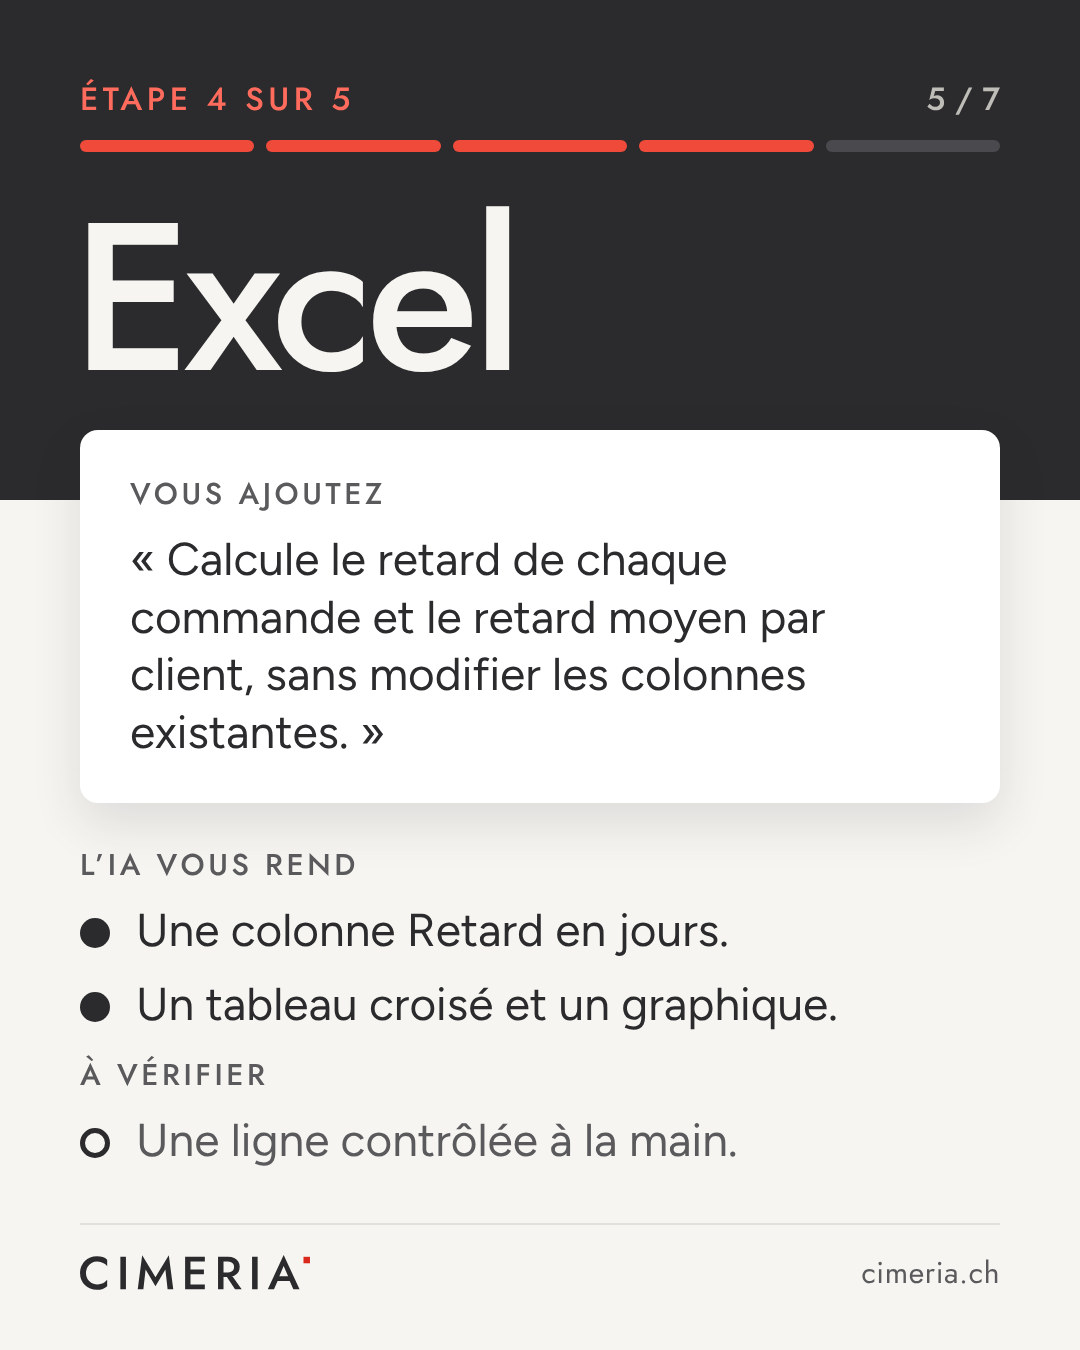 ÉTAPE 4 SUR 5
5 / 7
Excel
VOUS AJOUTEZ
« Calcule le retard de chaque
commande et le retard moyen par
client, sans modifier les colonnes
existantes. »
L’IA VOUS REND
Une colonne Retard en jours.
Un tableau croisé et un graphique.
À VÉRIFIER
Une ligne contrôlée à la main.
CIMERIA
cimeria.ch